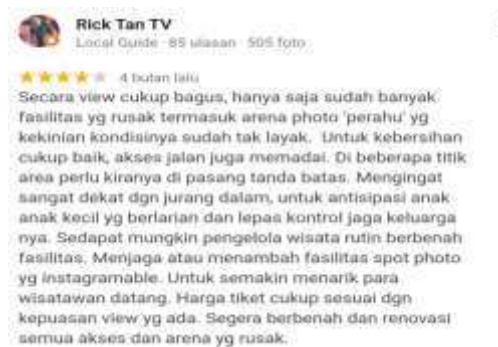 Rick Tan TV
Local Guide · 85 ulasan · 505 foto
4 bulan lalu
Secara view cukup bagus, hanya saja sudah banyak
fasilitas yg rusak termasuk arena photo 'perahu' yg
kekinian kondisinya sudah tak layak. Untuk kebersihan
cukup baik, akses jalan juga memadai. Di beberapa titik
area perlu kiranya di pasang tanda batas. Mengingat
sangat dekat dgn jurang dalam, untuk antisipasi anak
anak kecil yg berlarian dan lepas kontrol jaga keluarga
nya. Sedapat mungkin pengelola wisata rutin berbenah
fasilitas. Menjaga atau menambah fasilitas spot photo
yg instagramable. Untuk semakin menarik para
wisatawan datang. Harga tiket cukup sesuai dgn
kepuasan view yg ada. Segera berbenah dan renovasi
semua akses dan arena yg rusak.